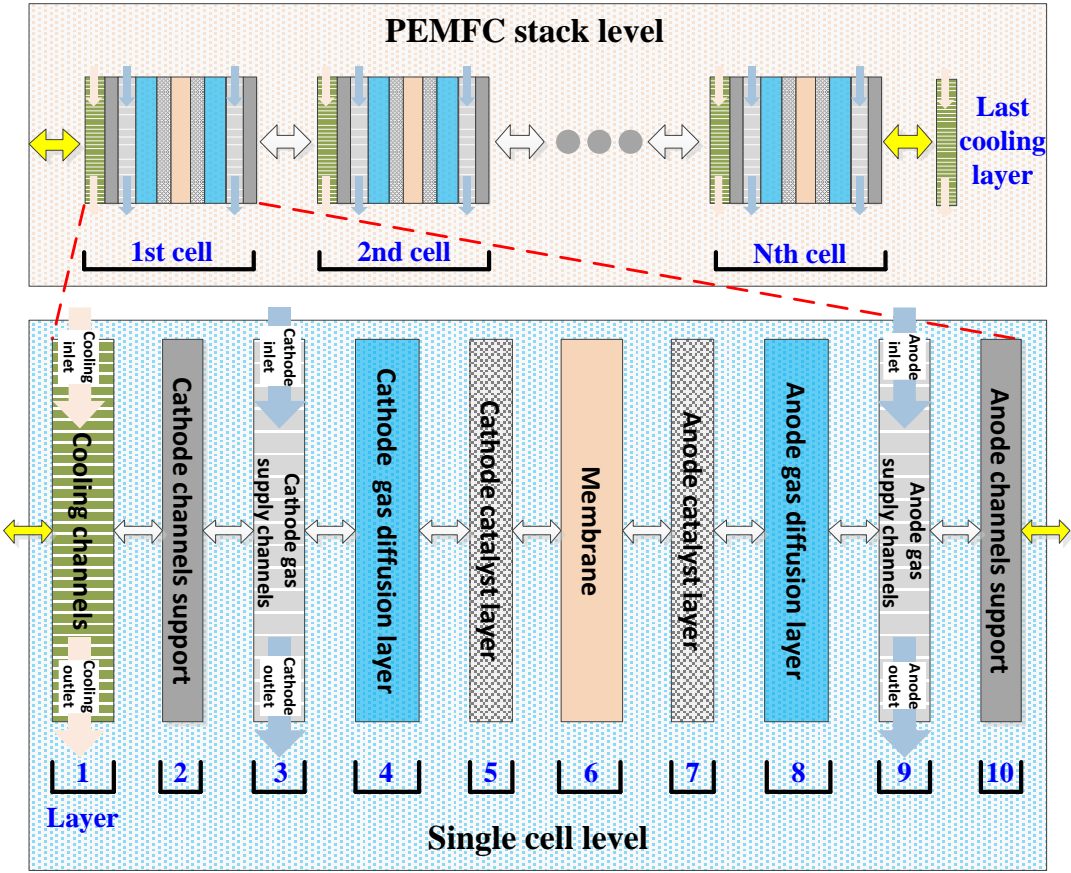 PEMFC stack level
Last
cooling
layer
1st cell
2nd cell
Nth cell
Cooling
inlet
Cooling channels
Cooling
outlet
Cathode channels support
Cathode
inlet
Cathode gas
supply channels
Cathode
outlet
Cathode gas diffusion layer
Cathode catalyst layer
Membrane
Anode catalyst layer
Anode gas diffusion layer
Anode
inlet
Anode gas
supply channels
Anode
outlet
Anode channels support
1
2
3
4
5
6
7
8
9
10
Layer
Single cell level